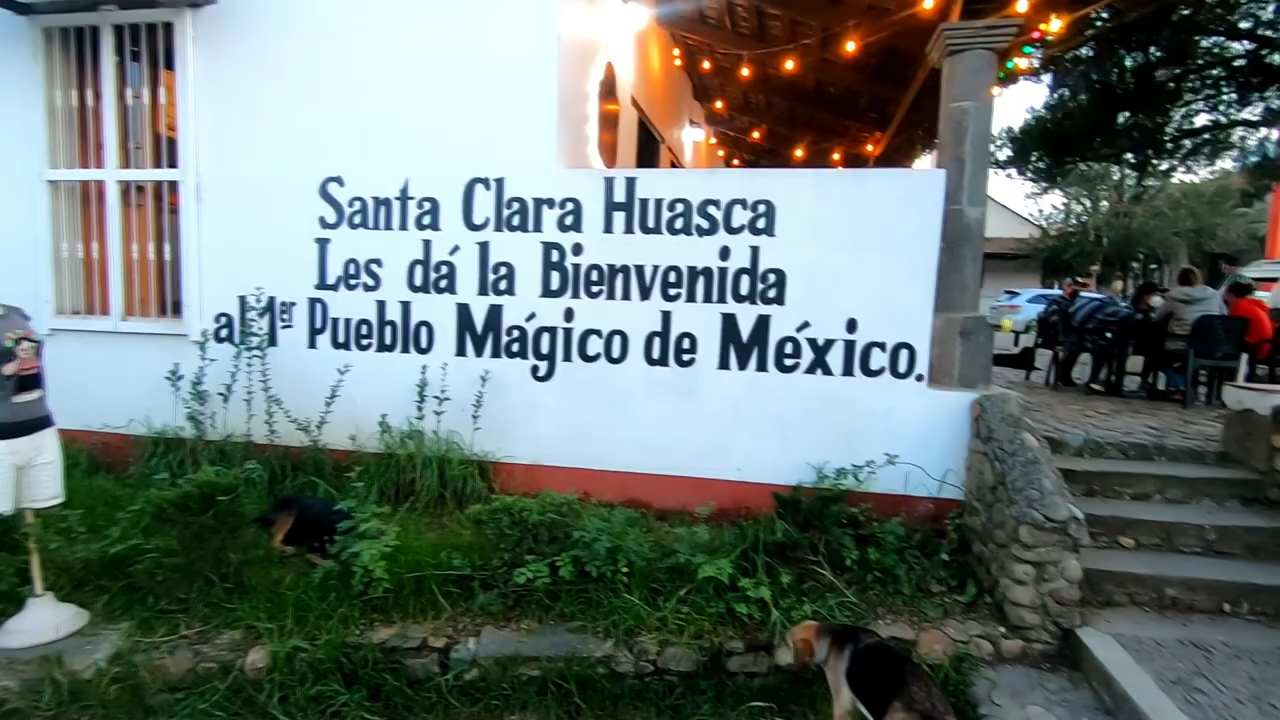 Santa Clara Huasca
Les dá la Bienvenida
al 1er Pueblo Mágico de México.